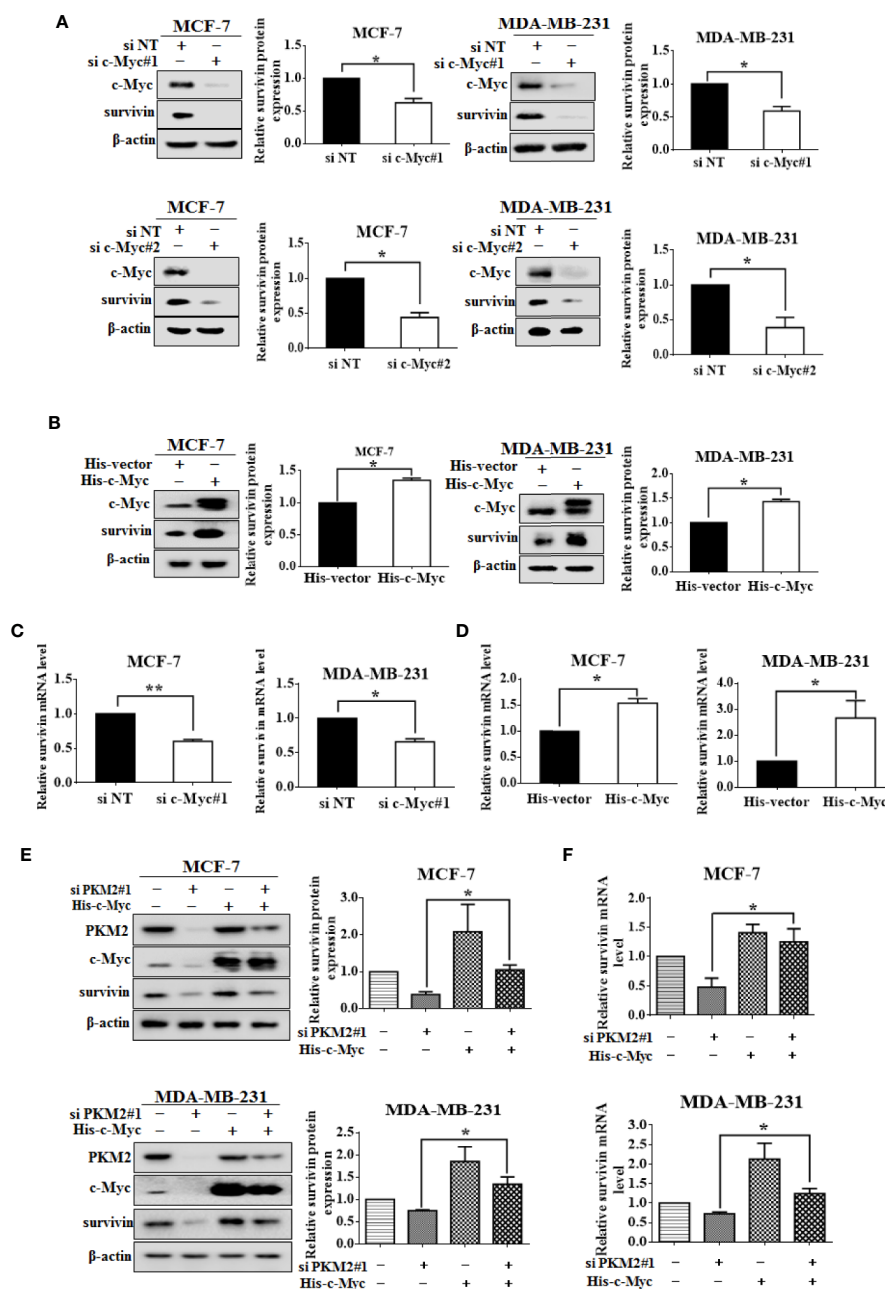 A
MCF-7
si NT + −
si c-Myc#1 − +
c-Myc
survivin
β-actin
MCF-7
Relative survivin protein
expression
1.5
1.0
0.5
0.0
*
si NT si c-Myc#1
MDA-MB-231
si NT + −
si c-Myc#1 − +
c-Myc
survivin
β-actin
MDA-MB-231
Relative survivin protein
expression
1.5
1.0
0.5
0.0
*
si NT si c-Myc#1
MCF-7
si NT + −
si c-Myc#2 − +
c-Myc
survivin
β-actin
MCF-7
Relative survivin protein
expression
1.5
1.0
0.5
0.0
*
si NT si c-Myc#2
MDA-MB-231
si NT + −
si c-Myc#2 − +
c-Myc
survivin
β-actin
MDA-MB-231
Relative survivin protein
expression
1.5
1.0
0.5
0.0
*
si NT si c-Myc#2
B
MCF-7
His-vector + −
His-c-Myc − +
c-Myc
survivin
β-actin
MCF-7
Relative survivin protein
expression
1.5
1.0
0.5
0.0
*
His-vector His-c-Myc
MDA-MB-231
His-vector + −
His-c-Myc − +
c-Myc
survivin
β-actin
MDA-MB-231
Relative survivin protein
expression
2.0
1.5
1.0
0.5
0.0
*
His-vector His-c-Myc
C
MCF-7
Relative survivin mRNA level
1.5
1.0
0.5
0.0
**
si NT si c-Myc#1
MDA-MB-231
Relative survivin mRNA level
1.5
1.0
0.5
0.0
*
si NT si c-Myc#1
D
MCF-7
Relative survivin mRNA level
2.0
1.5
1.0
0.5
0.0
*
His-vector His-c-Myc
MDA-MB-231
Relative survivin mRNA level
4.0
3.0
2.0
1.0
0.0
*
His-vector His-c-Myc
E
MCF-7
si PKM2#1 − + − +
His-c-Myc − − + +
PKM2
c-Myc
survivin
β-actin
MCF-7
Relative survivin protein
expression
3.0
2.0
1.0
0.0
*
si PKM2#1 − + − +
His-c-Myc − − + +
MDA-MB-231
si PKM2#1 − + − +
His-c-Myc − − + +
PKM2
c-Myc
survivin
β-actin
MDA-MB-231
Relative survivin protein
expression
2.5
2.0
1.5
1.0
0.5
0.0
*
si PKM2#1 − + − +
His-c-Myc − − + +
F
MCF-7
Relative survivin mRNA
level
2.0
1.5
1.0
0.5
0.0
*
si PKM2#1 − + − +
His-c-Myc − − + +
MDA-MB-231
Relative survivin mRNA
level
3.0
2.5
2.0
1.5
1.0
0.5
0.0
*
si PKM2#1 − + − +
His-c-Myc − − + +